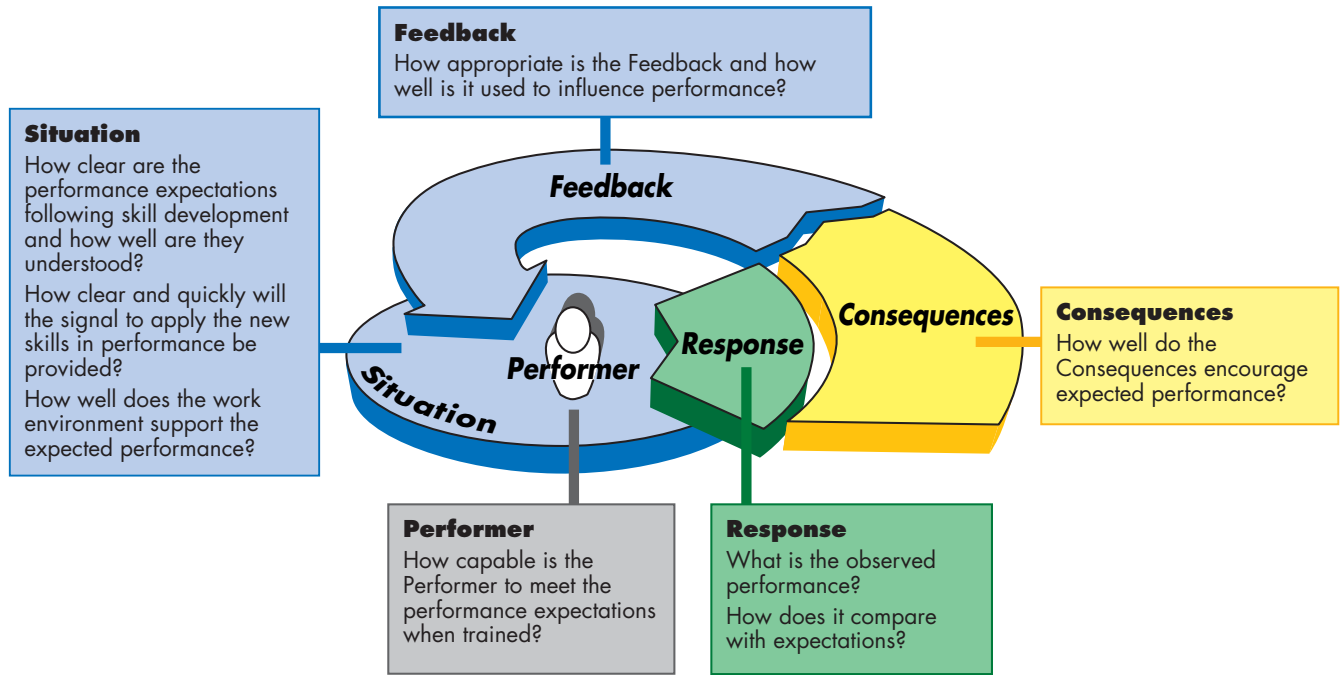 Feedback
How appropriate is the Feedback and how
well is it used to influence performance?
Situation
How clear are the
performance expectations
following skill development
and how well are they
understood?
How clear and quickly will
the signal to apply the new
skills in performance be
provided?
How well does the work
environment support the
expected performance?
Feedback
Consequences
Response
Performer
Situation
Consequences
How well do the
Consequences encourage
expected performance?
Performer
How capable is the
Performer to meet the
performance expectations
when trained?
Response
What is the observed
performance?
How does it compare
with expectations?